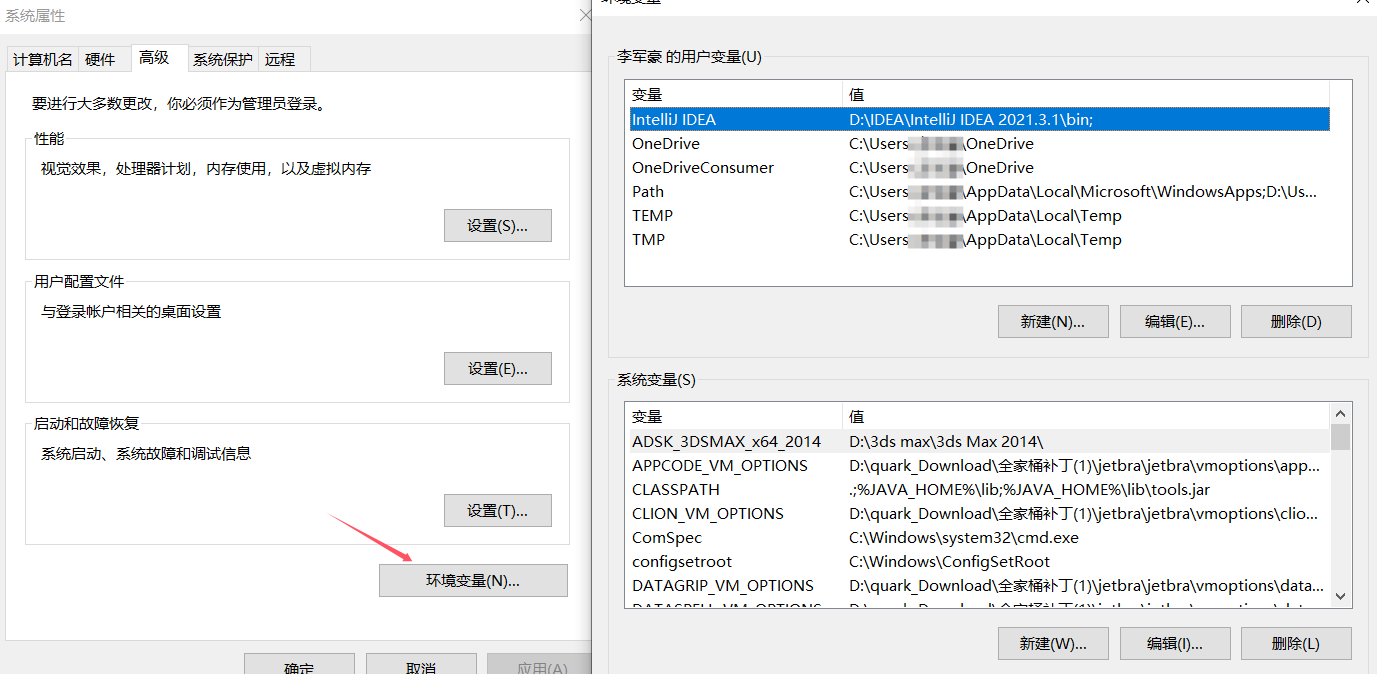 系统属性
计算机名 硬件 高级 系统保护 远程
要进行大多数更改，你必须作为管理员登录。
性能
视觉效果，处理器计划，内存使用，以及虚拟内存
设置(S)...
用户配置文件
与登录帐户相关的桌面设置
设置(E)...
启动和故障恢复
系统启动、系统故障和调试信息
设置(T)...
环境变量(N)...
确定 取消 应用(A)
环境变量
李军豪 的用户变量(U)
变量 值
IntelliJ IDEA D:\IDEA\IntelliJ IDEA 2021.3.1\bin;
OneDrive C:\Users \OneDrive
OneDriveConsumer C:\Users \OneDrive
Path C:\Users \AppData\Local\Microsoft\WindowsApps;D:\Us...
TEMP C:\Users \AppData\Local\Temp
TMP C:\Users \AppData\Local\Temp
新建(N)... 编辑(E)... 删除(D)
系统变量(S)
变量 值
ADSK_3DSMAX_x64_2014 D:\3ds max\3ds Max 2014\
APPCODE_VM_OPTIONS D:\quark_Download\全家桶补丁(1)\jetbra\jetbra\vmoptions\app...
CLASSPATH .;%JAVA_HOME%\lib;%JAVA_HOME%\lib\tools.jar
CLION_VM_OPTIONS D:\quark_Download\全家桶补丁(1)\jetbra\jetbra\vmoptions\clio...
ComSpec C:\Windows\system32\cmd.exe
configsetroot C:\Windows\ConfigSetRoot
DATAGRIP_VM_OPTIONS D:\quark_Download\全家桶补丁(1)\jetbra\jetbra\vmoptions\data...
新建(W)... 编辑(I)... 删除(L)